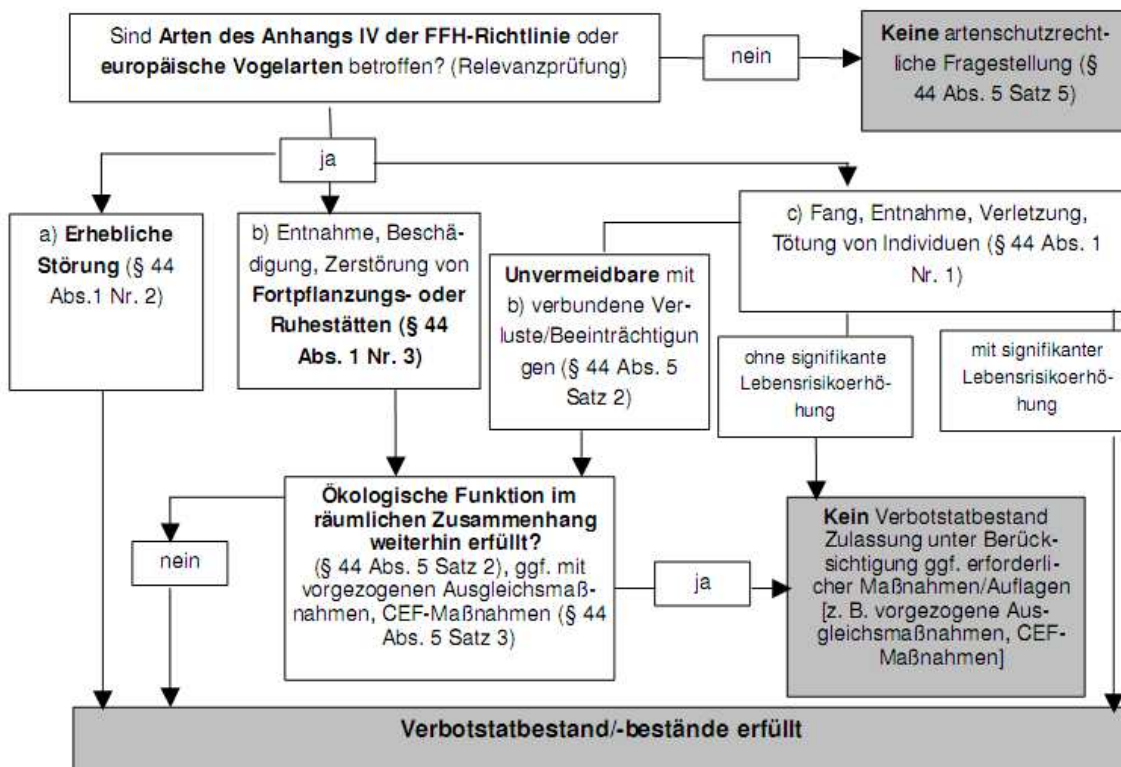 Sind Arten des Anhangs IV der FFH-Richtlinie oder
europäische Vogelarten betroffen? (Relevanzprüfung)
nein
Keine artenschutzrecht-
liche Fragestellung (§
44 Abs. 5 Satz 5)
ja
a) Erhebliche
Störung (§ 44
Abs.1 Nr. 2)
b) Entnahme, Beschä-
digung, Zerstörung von
Fortpflanzungs- oder
Ruhestätten (§ 44
Abs. 1 Nr. 3)
Unvermeidbare mit
b) verbundene Ver-
luste/Beeinträchtigun
gen (§ 44 Abs. 5
Satz 2)
c) Fang, Entnahme, Verletzung,
Tötung von Individuen (§ 44 Abs. 1
Nr. 1)
ohne signifikante
Lebensrisikoerhö-
hung
mit signifikanter
Lebensrisikoerhö-
hung
nein
Ökologische Funktion im
räumlichen Zusammenhang
weiterhin erfüllt?
(§ 44 Abs. 5 Satz 2), ggf. mit
vorgezogenen Ausgleichsmaß-
nahmen, CEF-Maßnahmen (§ 44
Abs. 5 Satz 3)
ja
Kein Verbotstatbestand
Zulassung unter Berück-
sichtigung ggf. erforderli-
cher Maßnahmen/Auflagen
[z. B. vorgezogene Aus-
gleichsmaßnahmen, CEF-
Maßnahmen]
Verbotstatbestand/-bestände erfüllt